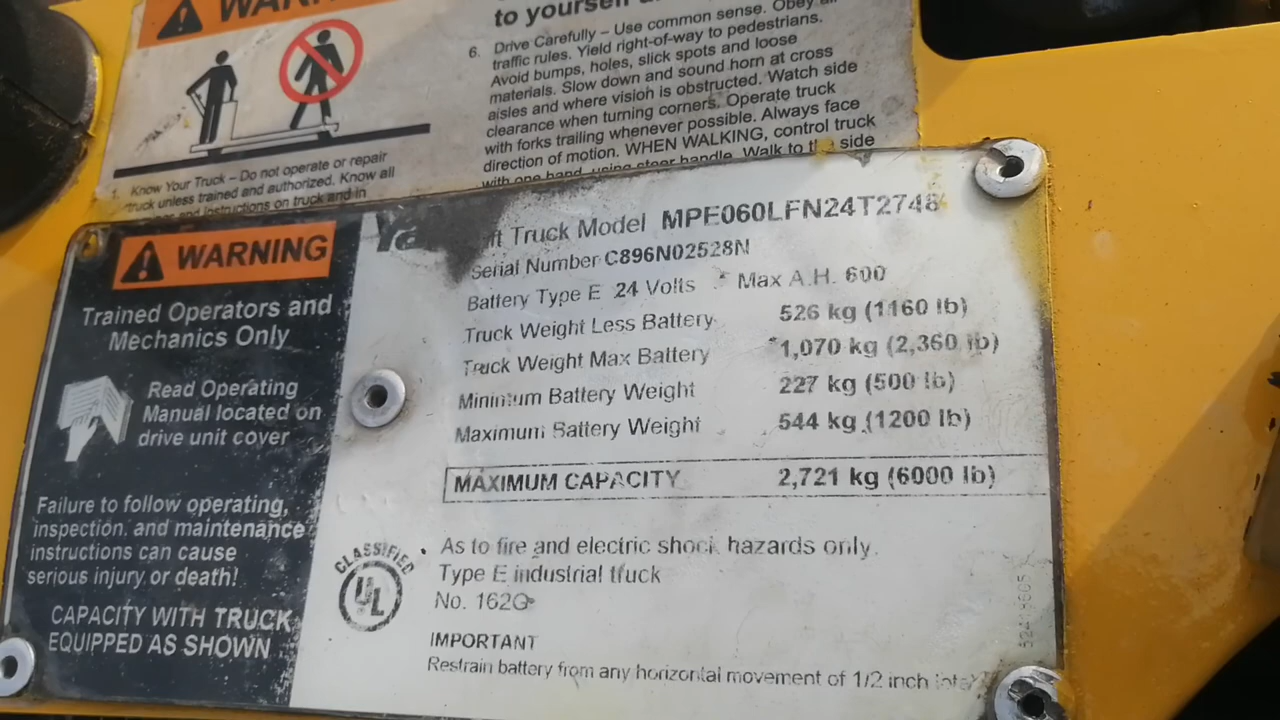 WARN
to yourself
6. Drive Carefully – Use common sense. Obey all
traffic rules. Yield right-of-way to pedestrians.
Avoid bumps, holes, slick spots and loose
materials. Slow down and sound horn at cross
aisles and where vision is obstructed. Watch side
clearance when turning corners. Operate truck
with forks trailing whenever possible. Always face
direction of motion. WHEN WALKING, control truck
with one hand, using steer handle. Walk to the side
1. Know Your Truck – Do not operate or repair
truck unless trained and authorized. Know all
and instructions on truck and in
WARNING
Trained Operators and
Mechanics Only
Read Operating
Manual located on
drive unit cover
Failure to follow operating,
inspection, and maintenance
instructions can cause
serious injury or death!
CAPACITY WITH TRUCK
EQUIPPED AS SHOWN
Ya ft Truck Model MPE060LFN24T2748
Serial Number C896N02528N
Battery Type E 24 Volts * Max A.H. 600
Truck Weight Less Battery 526 kg (1160 lb)
Truck Weight Max Battery *1,070 kg (2,360 lb)
Minimum Battery Weight 227 kg (500 lb)
Maximum Battery Weight 544 kg (1200 lb)
MAXIMUM CAPACITY 2,721 kg (6000 lb)
CLASSIFIED
UL
As to fire and electric shock hazards only.
Type E industrial truck
No. 162G
IMPORTANT
Restrain battery from any horizontal movement of 1/2 inch total